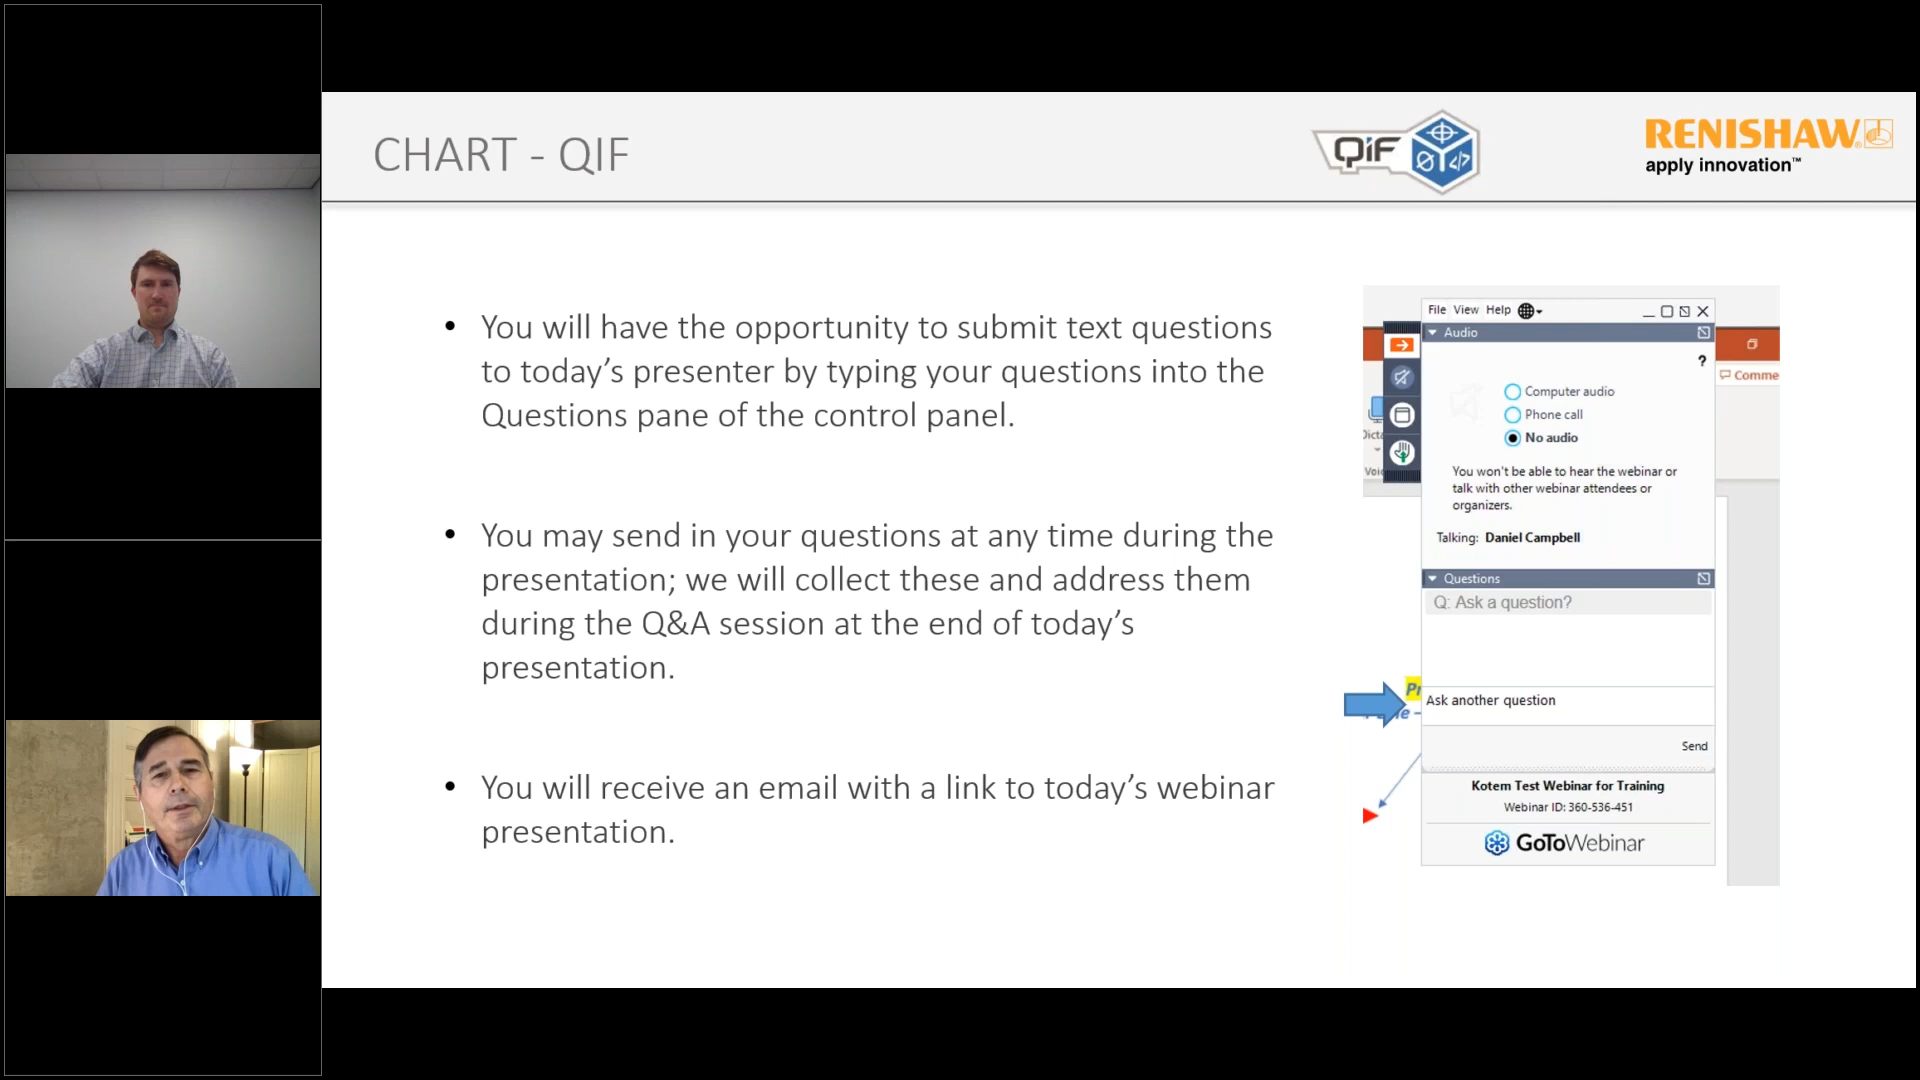 CHART - QIF
QiF
RENISHAW
apply innovation™
• You will have the opportunity to submit text questions
to today’s presenter by typing your questions into the
Questions pane of the control panel.
• You may send in your questions at any time during the
presentation; we will collect these and address them
during the Q&A session at the end of today’s
presentation.
• You will receive an email with a link to today’s webinar
presentation.
File View Help
Audio
?
Comme
Computer audio
Phone call
No audio
Dicta
Voic
You won't be able to hear the webinar or
talk with other webinar attendees or
organizers.
Talking: Daniel Campbell
Questions
Q: Ask a question?
Ask another question
Send
Kotem Test Webinar for Training
Webinar ID: 360-536-451
GoToWebinar